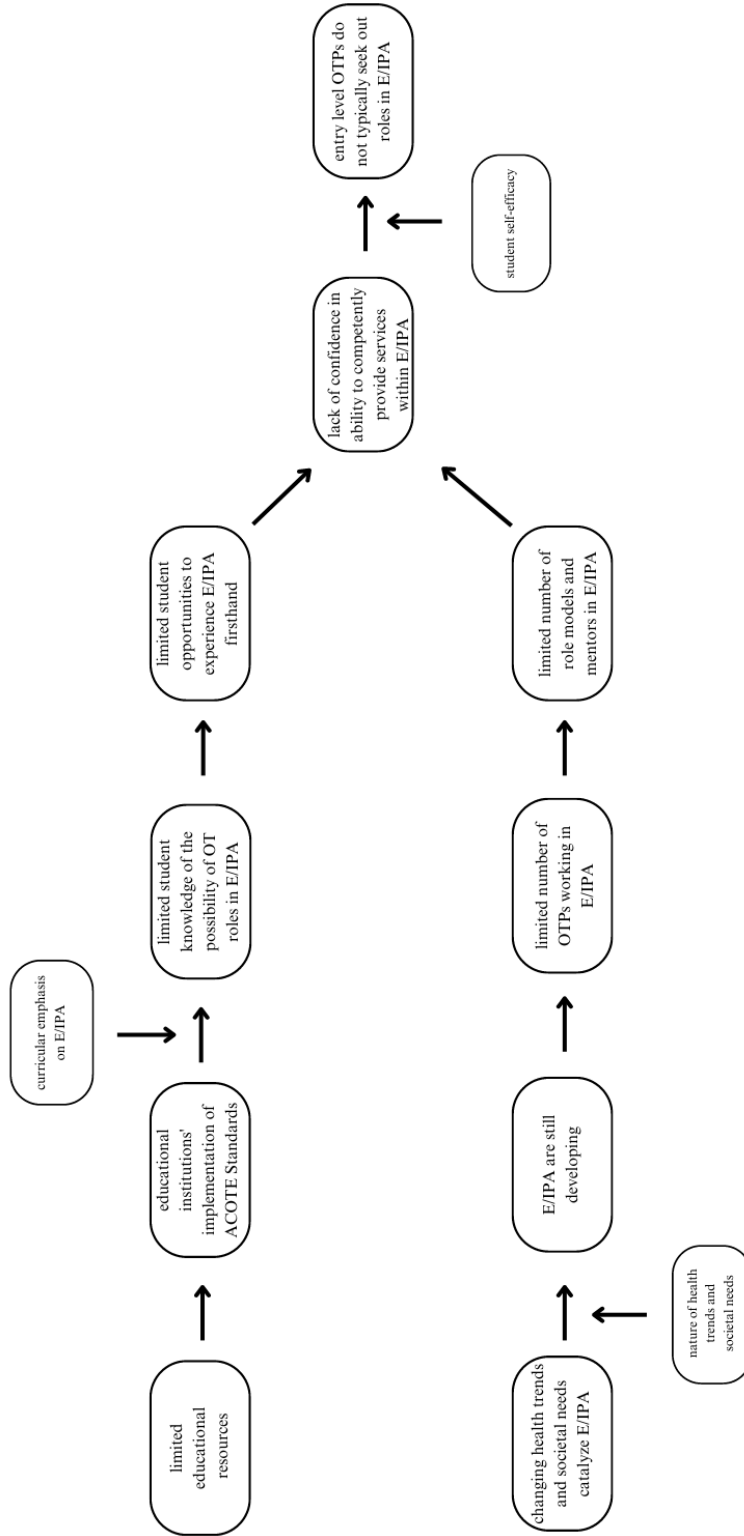 curricular emphasis
on E/IPA
limited
educational
resources
educational
institutions'
implementation of
ACOTE Standards
limited student
knowledge of the
possibility of OT
roles in E/IPA
limited student
opportunities to
experience E/IPA
firsthand
lack of confidence in
ability to competently
provide services
within E/IPA
entry level OTPs do
not typically seek out
roles in E/IPA
student self-efficacy
changing health trends
and societal needs
catalyze E/IPA
E/IPA are still
developing
limited number of
OTPs working in
E/IPA
limited number of
role models and
mentors in E/IPA
nature of health
trends and
societal needs